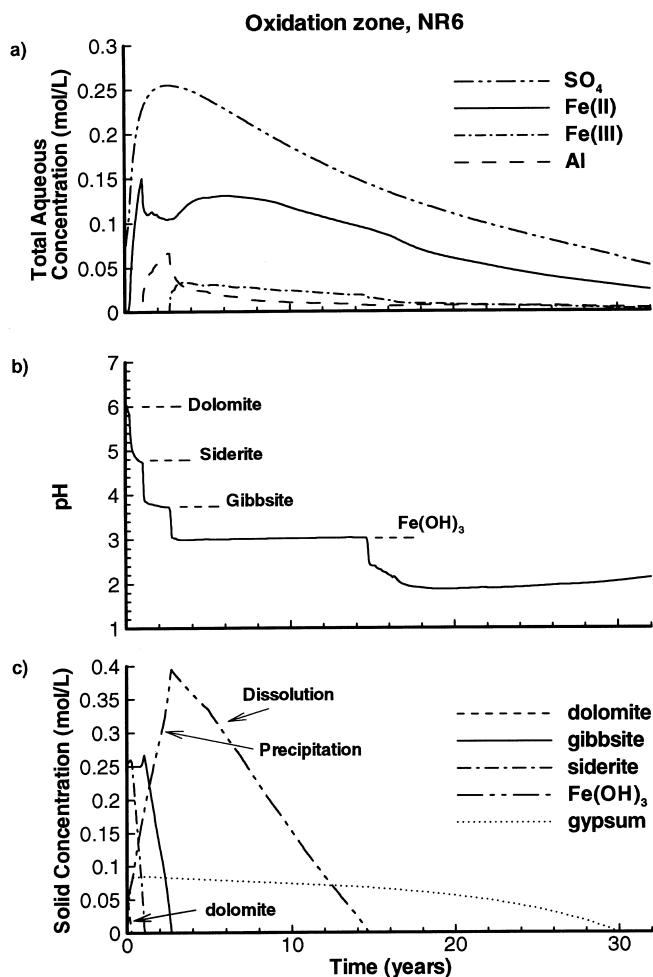 Oxidation zone, NR6
a)
Total Aqueous
Concentration (mol/L)
0.3
0.25
0.2
0.15
0.1
0.05
0
SO4
Fe(II)
Fe(III)
Al
b)
pH
7
6
5
4
3
2
1
Dolomite
Siderite
Gibbsite
Fe(OH)3
c)
Solid Concentration (mol/L)
0.4
0.35
0.3
0.25
0.2
0.15
0.1
0.05
0
Dissolution
Precipitation
dolomite
dolomite
gibbsite
siderite
Fe(OH)3
gypsum
0
10
20
30
Time (years)